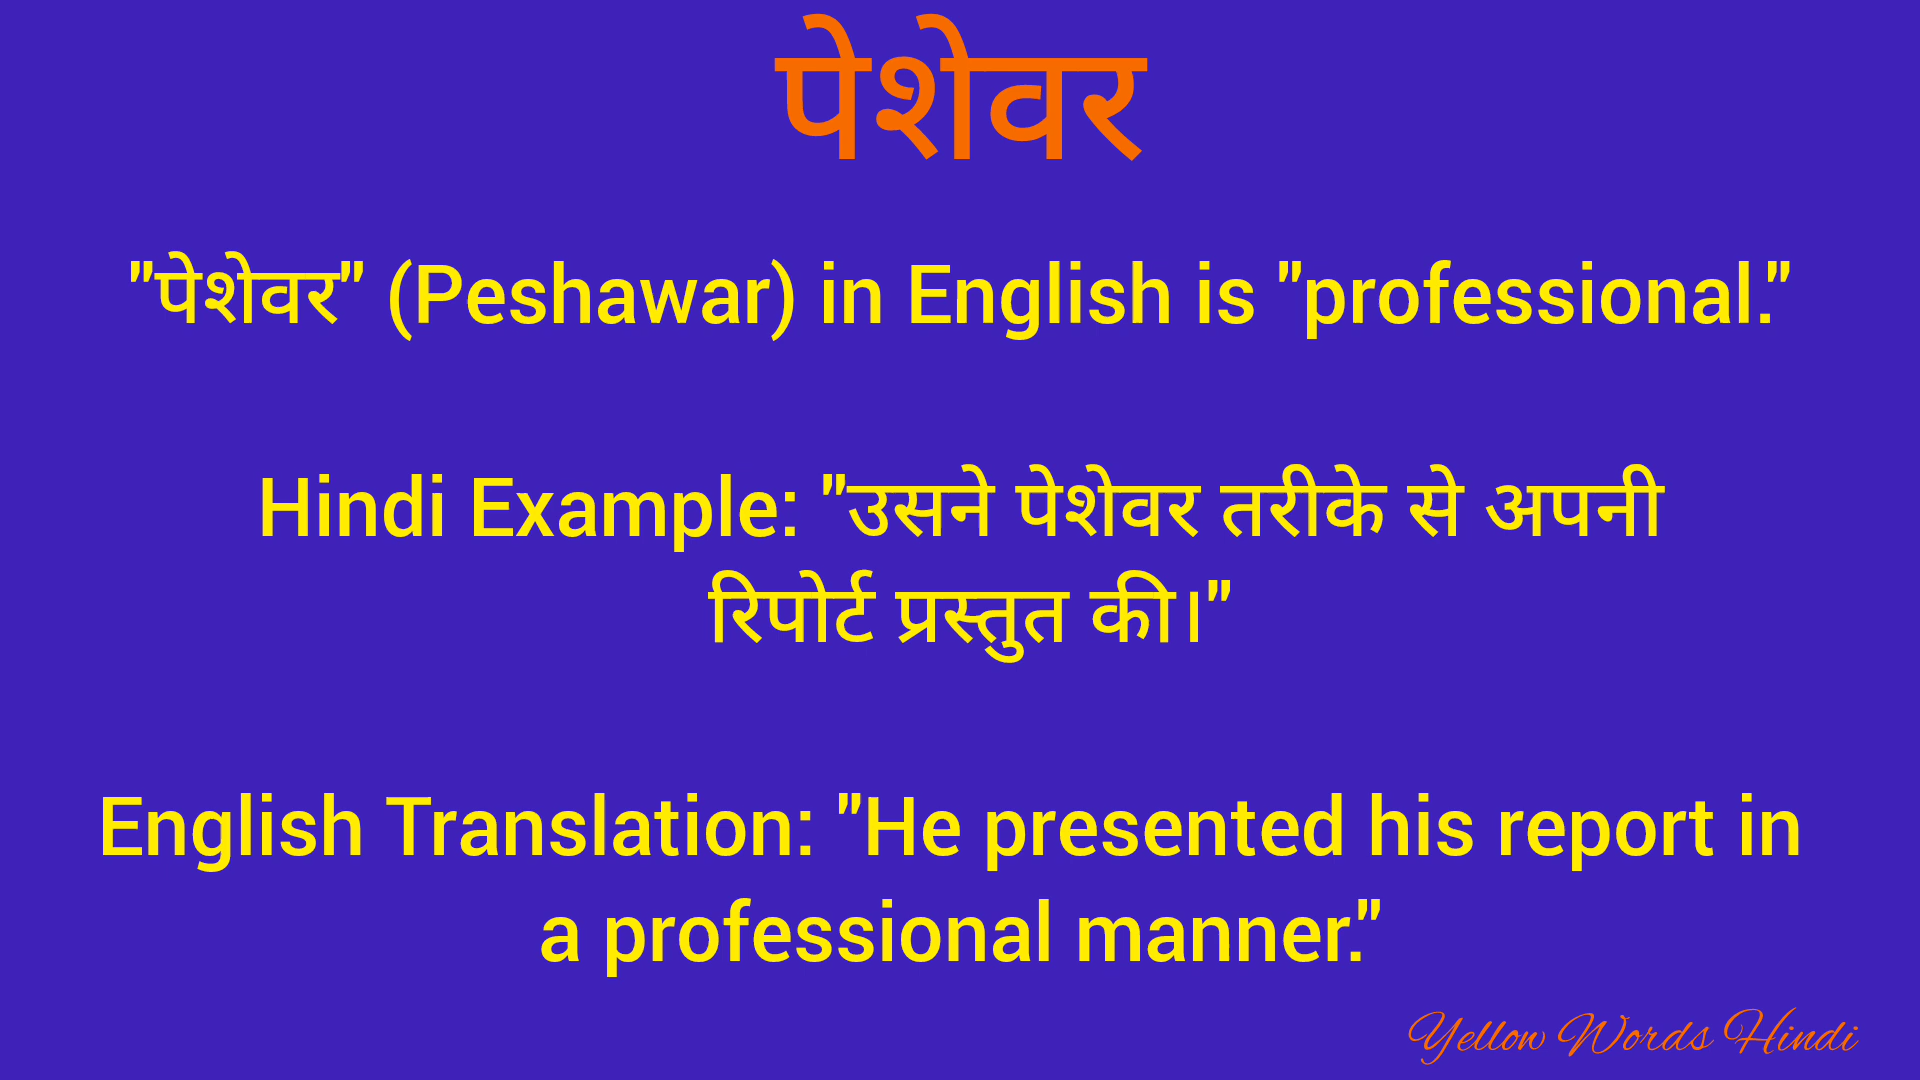 पेशेवर
"पेशेवर" (Peshawar) in English is "professional."
Hindi Example: "उसने पेशेवर तरीके से अपनी
रिपोर्ट प्रस्तुत की।"
English Translation: "He presented his report in
a professional manner."
Yellow Words Hindi